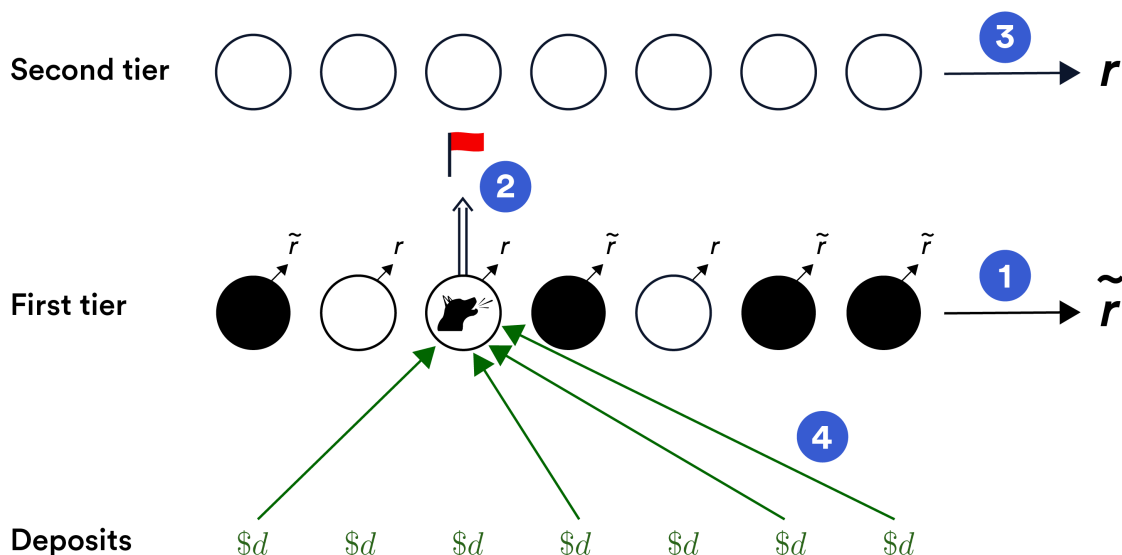 Second tier
3
r
2
r̃ r r r̃ r r̃ r̃
First tier
1
r̃
4
Deposits
$d $d $d $d $d $d $d